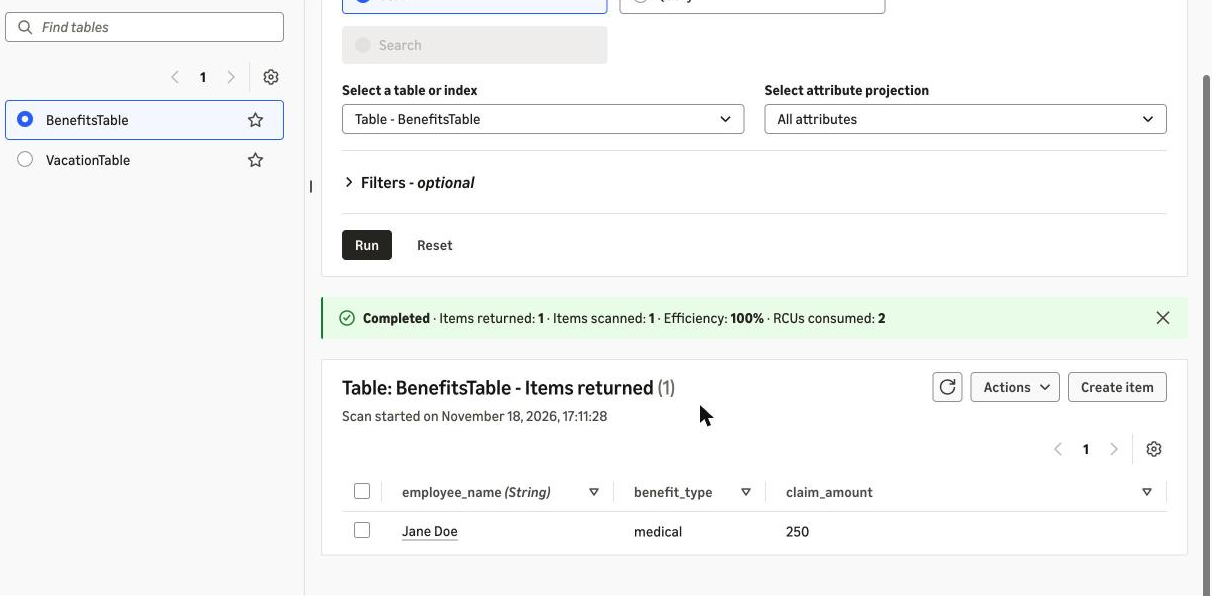 Find tables
1
BenefitsTable
VacationTable
Search
Select a table or index
Select attribute projection
Table - BenefitsTable
All attributes
Filters - optional
Run
Reset
Completed · Items returned: 1 · Items scanned: 1 · Efficiency: 100% · RCUs consumed: 2
Table: BenefitsTable - Items returned (1)
Actions
Create item
Scan started on November 18, 2026, 17:11:28
1
employee_name (String)
benefit_type
claim_amount
Jane Doe
medical
250